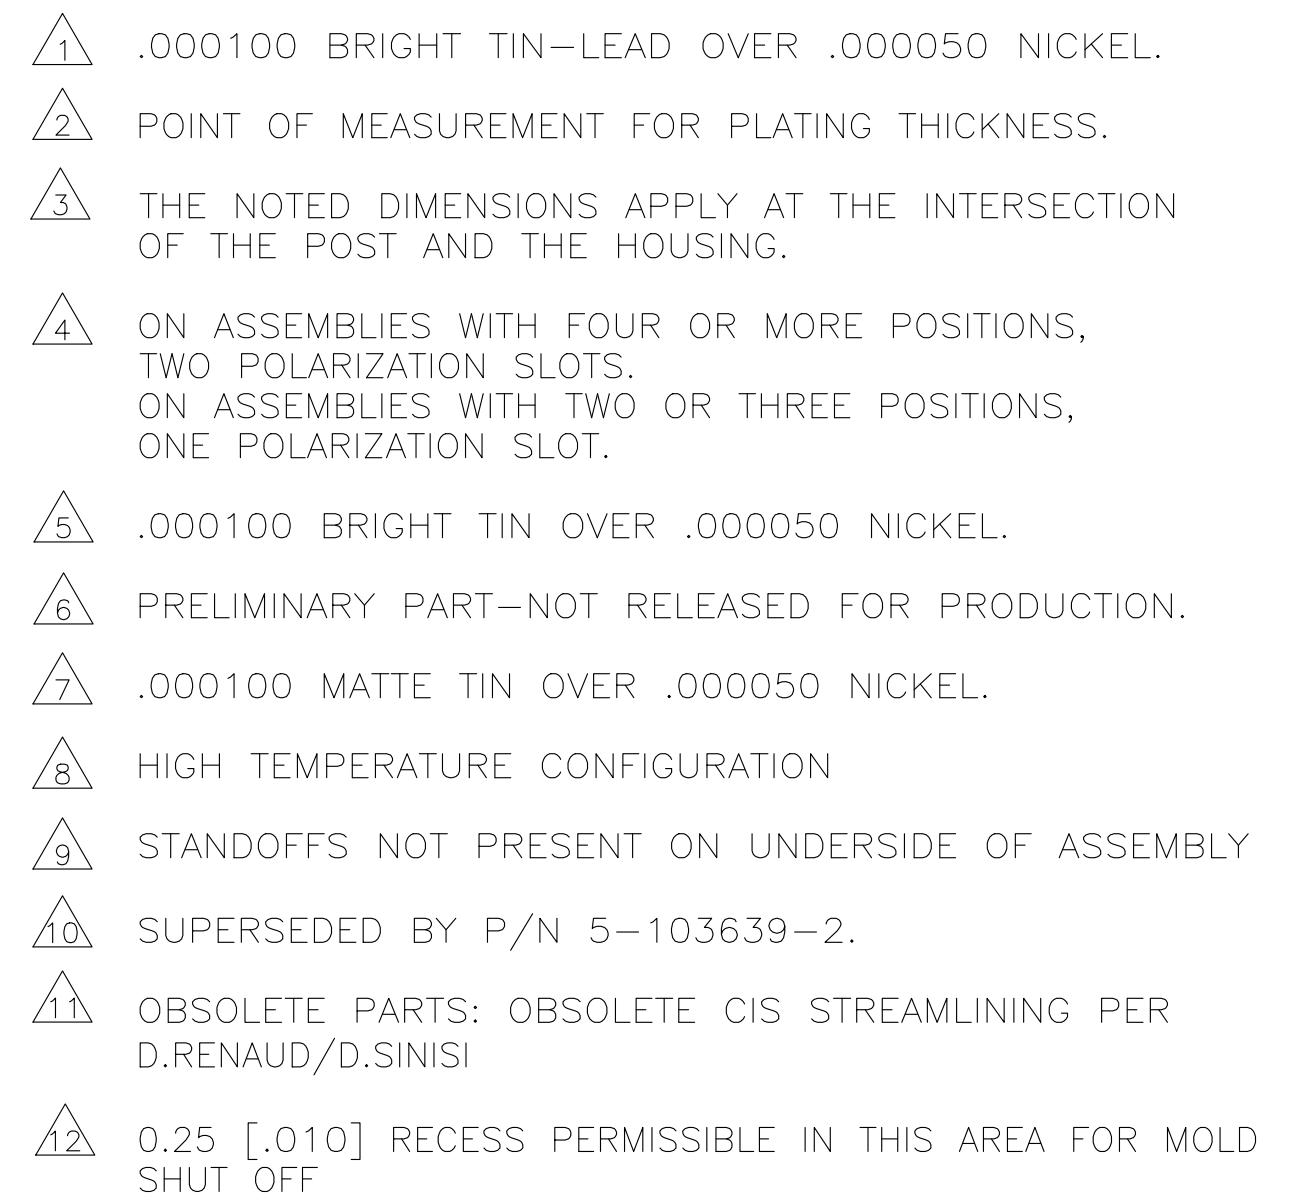 1 .000100 BRIGHT TIN-LEAD OVER .000050 NICKEL.
2 POINT OF MEASUREMENT FOR PLATING THICKNESS.
3 THE NOTED DIMENSIONS APPLY AT THE INTERSECTION
OF THE POST AND THE HOUSING.
4 ON ASSEMBLIES WITH FOUR OR MORE POSITIONS,
TWO POLARIZATION SLOTS.
ON ASSEMBLIES WITH TWO OR THREE POSITIONS,
ONE POLARIZATION SLOT.
5 .000100 BRIGHT TIN OVER .000050 NICKEL.
6 PRELIMINARY PART-NOT RELEASED FOR PRODUCTION.
7 .000100 MATTE TIN OVER .000050 NICKEL.
8 HIGH TEMPERATURE CONFIGURATION
9 STANDOFFS NOT PRESENT ON UNDERSIDE OF ASSEMBLY
10 SUPERSEDED BY P/N 5-103639-2.
11 OBSOLETE PARTS: OBSOLETE CIS STREAMLINING PER
D.RENAUD/D.SINISI
12 0.25 [.010] RECESS PERMISSIBLE IN THIS AREA FOR MOLD
SHUT OFF